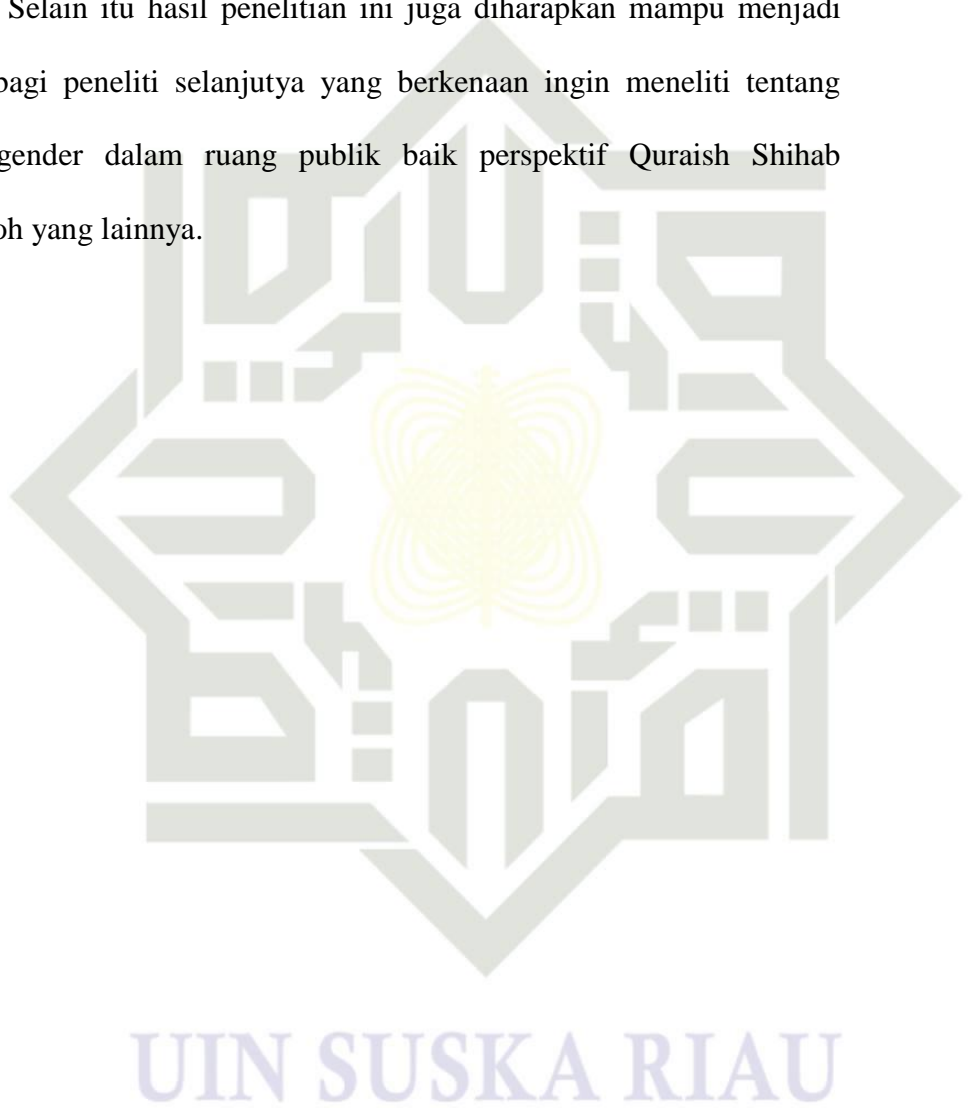 Selain itu hasil penelitian ini juga diharapkan mampu menjadi
bagi peneliti selanjutya yang berkenaan ingin meneliti tentang
gender dalam ruang publik baik perspektif Quraish Shihab
yang lainnya.
UIN SUSKA RIAU